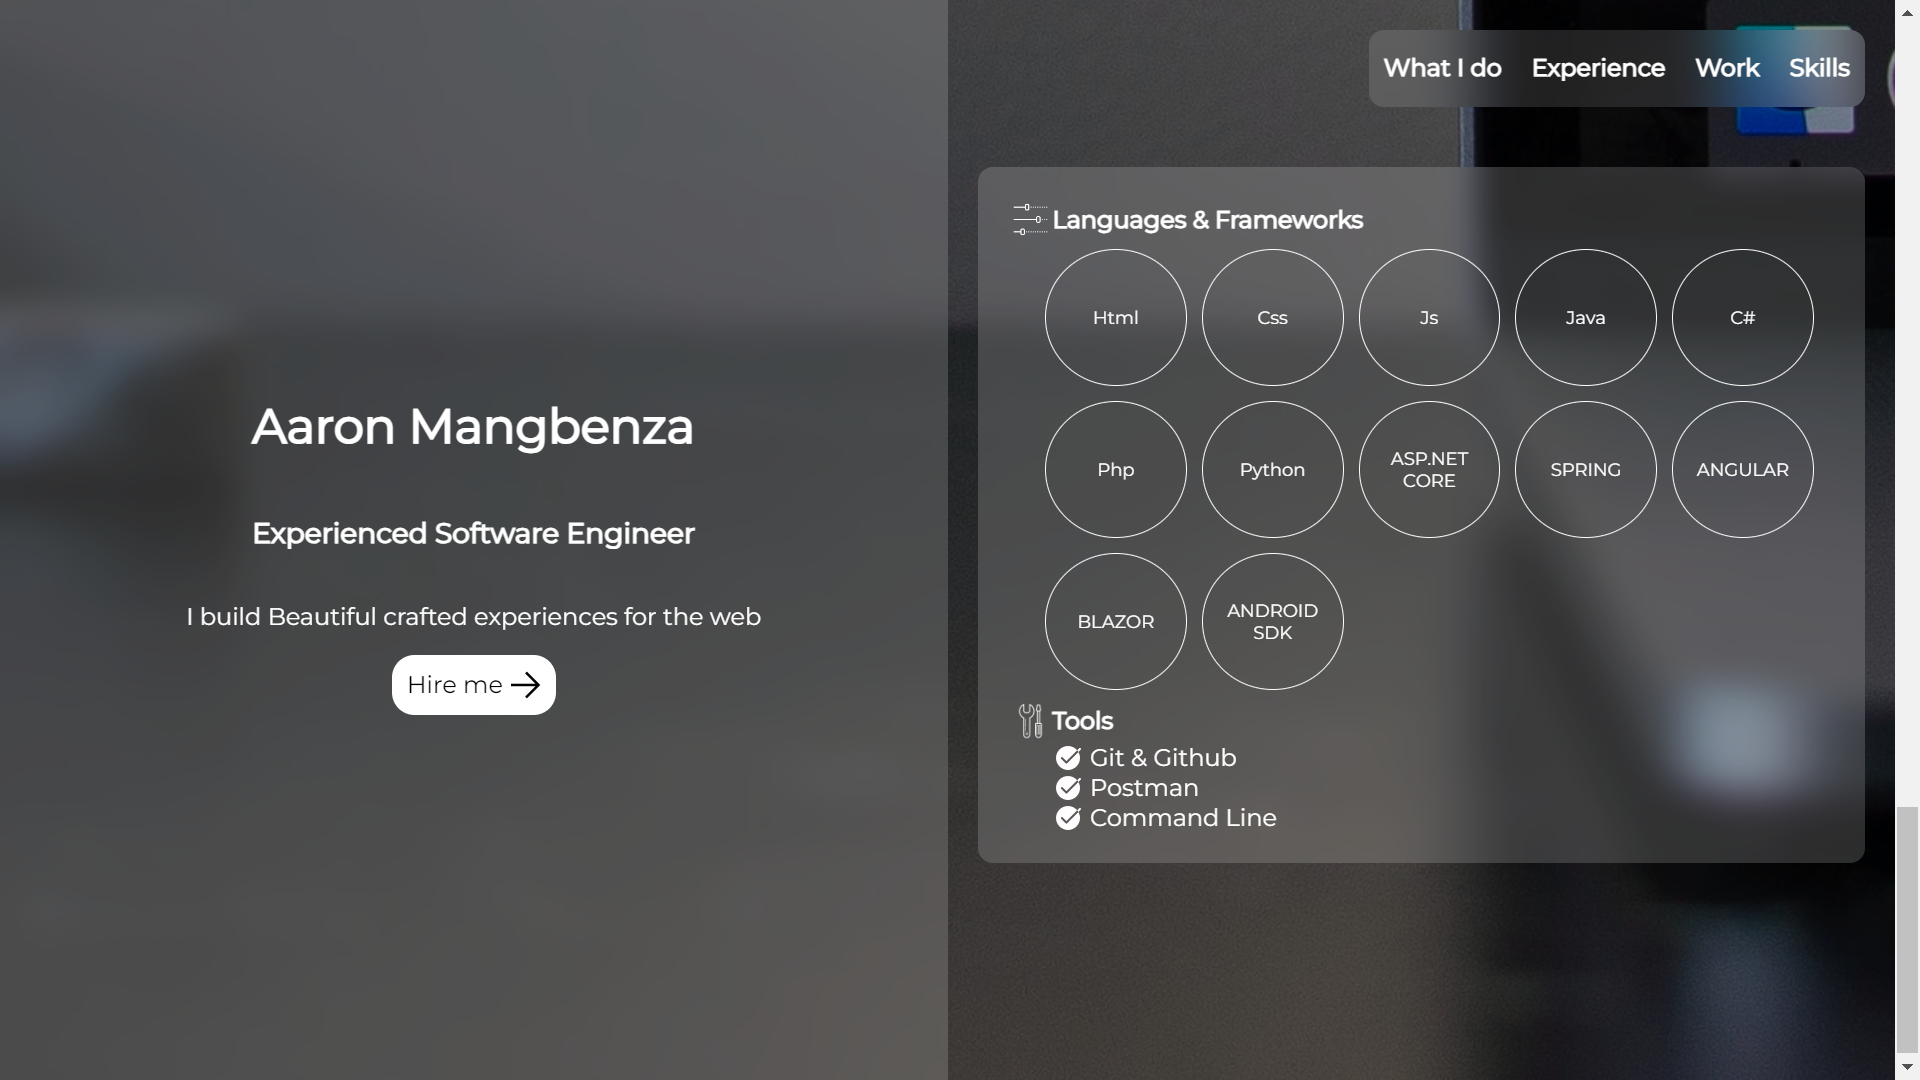 What I do Experience Work Skills
Aaron Mangbenza
Experienced Software Engineer
I build Beautiful crafted experiences for the web
Hire me
Languages & Frameworks
Html Css Js Java C#
Php Python ASP.NET CORE SPRING ANGULAR
BLAZOR ANDROID SDK
Tools
Git & Github
Postman
Command Line